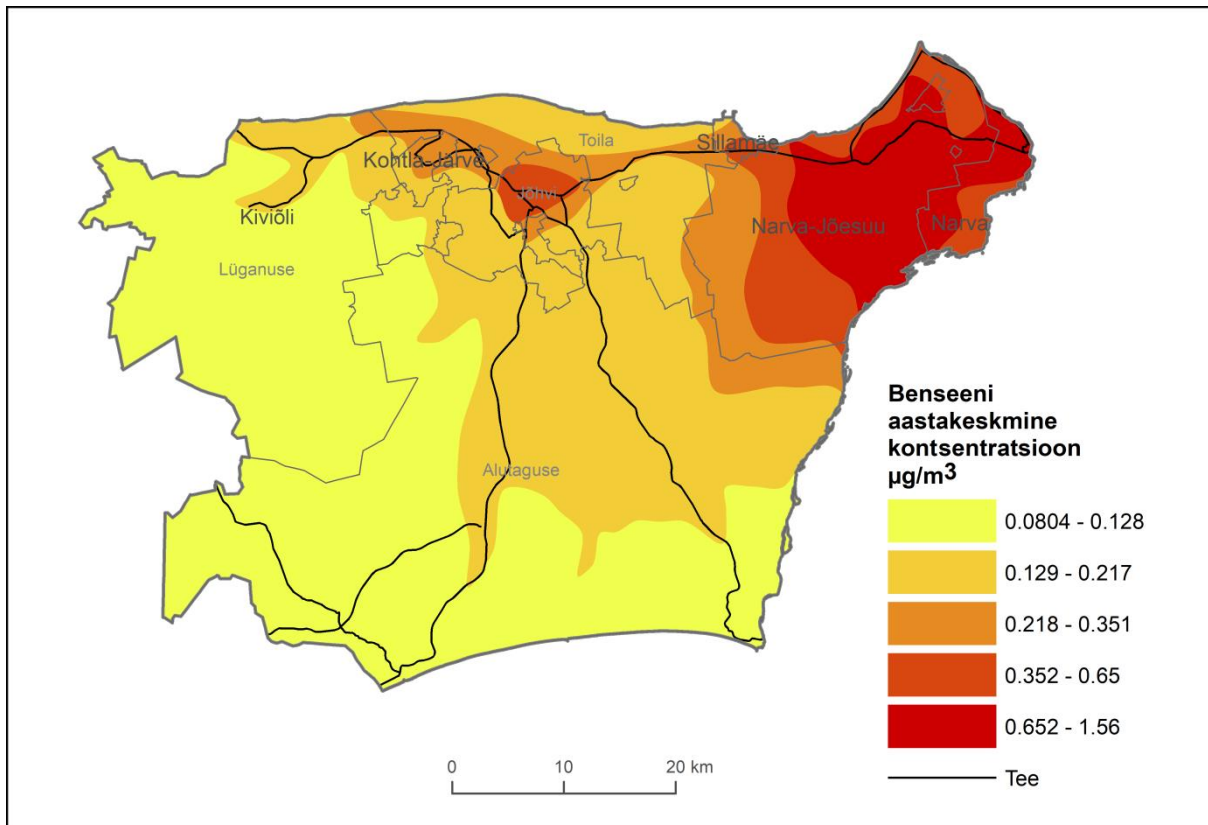 Toila
Sillamäe
Kohtla-Järve
Jõhvi
Kiviõli
Narva-Jõesuu
Narva
Lüganuse
Alutaguse
Benseeni
aastakeskmine
kontsentratsioon
µg/m³
0.0804 - 0.128
0.129 - 0.217
0.218 - 0.351
0.352 - 0.65
0.652 - 1.56
Tee
0 10 20 km